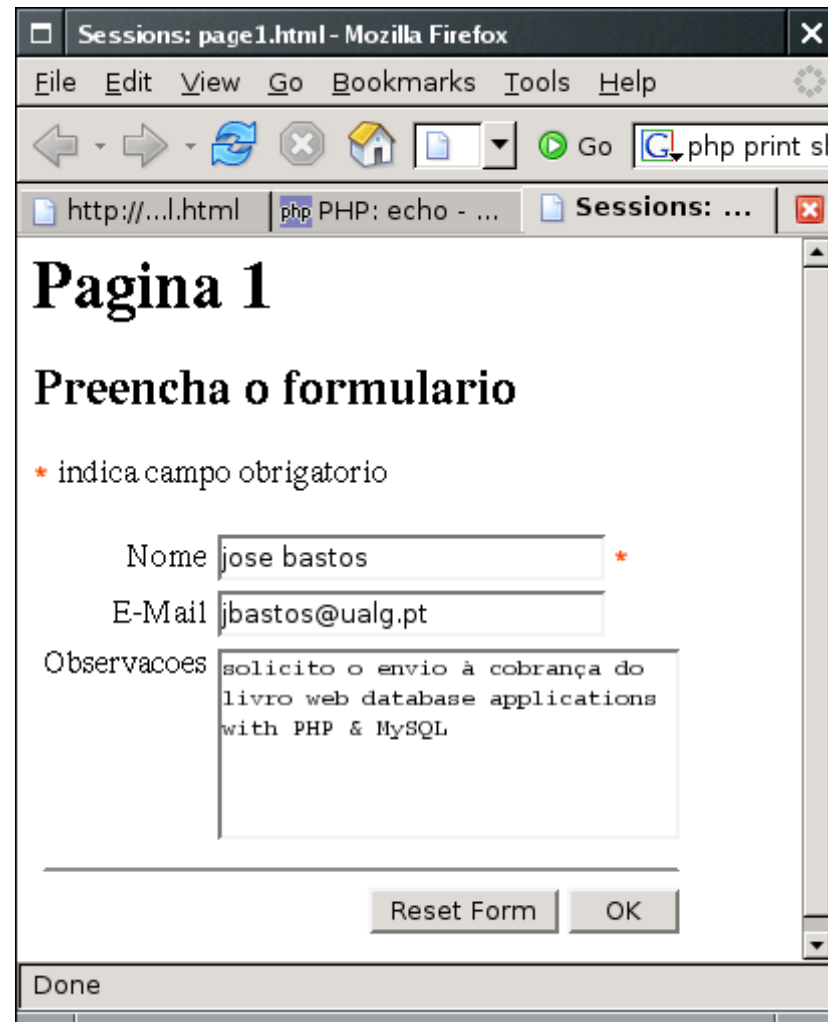 Sessions: page1.html - Mozilla Firefox
File Edit View Go Bookmarks Tools Help
Go php print
http://...l.html php PHP: echo - ... Sessions: ...
Pagina 1
Preencha o formulario
* indica campo obrigatorio
Nome jose bastos *
E-Mail jbastos@ualg.pt
Observacoes solicito o envio à cobrança do
livro web database applications
with PHP & MySQL
Reset Form OK
Done